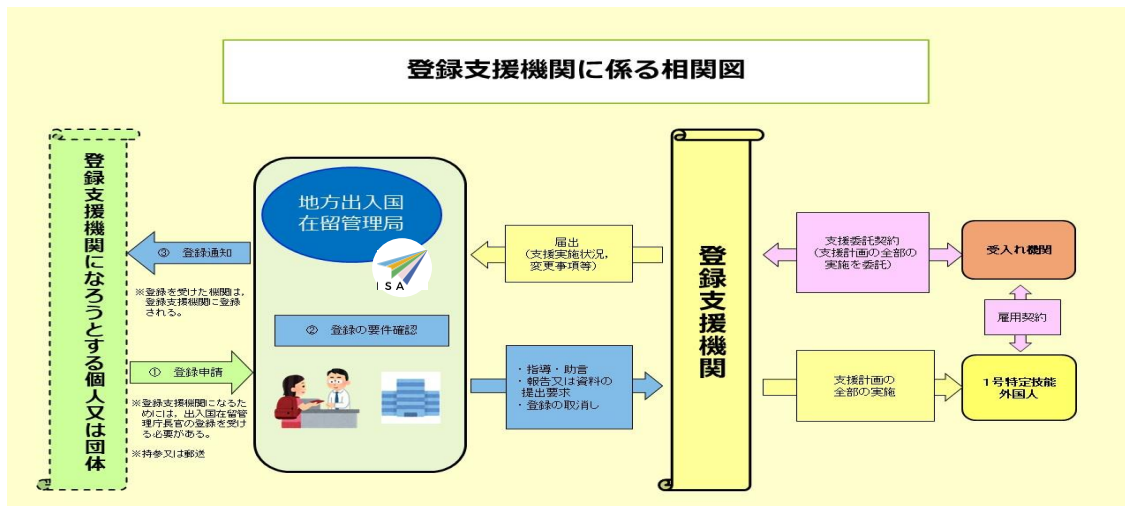 登録支援機関に係る相関図
登録支援機関になろうとする個人又は団体
③ 登録通知
※登録を受けた機関は,
登録支援機関に登録
される。
① 登録申請
※登録支援機関になるた
めには，出入国在留管
理庁長官の登録を受け
る必要がある。
※持参又は郵送
地方出入国
在留管理局
ISA
② 登録の要件確認
届出
(支援実施状況,
変更事項等)
・指導・助言
・報告又は資料の
提出要求
・登録の取消し
登録支援機関
支援委託契約
(支援計画の全部の
実施を委託)
受入れ機関
雇用契約
支援計画の
全部の実施
1号特定技能
外国人